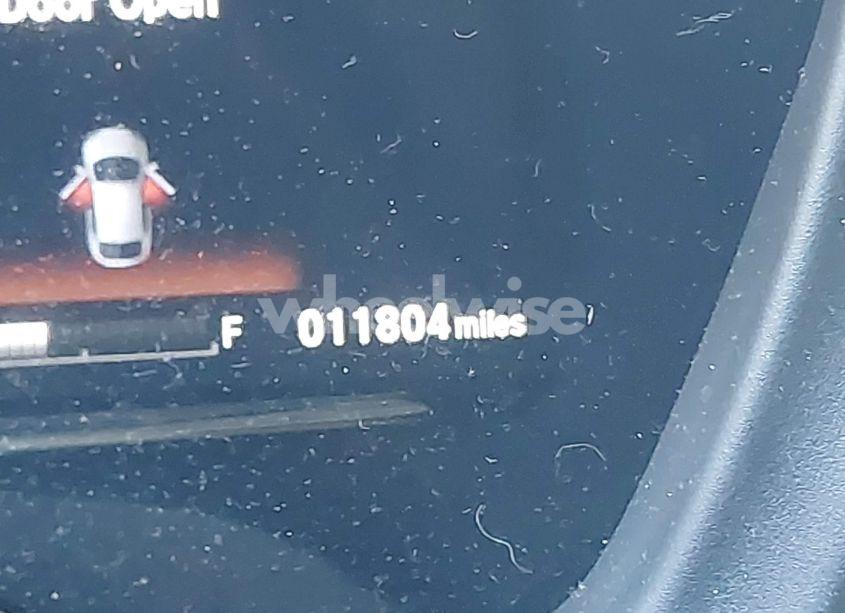 Door Open
wheelwise
F 011804 miles